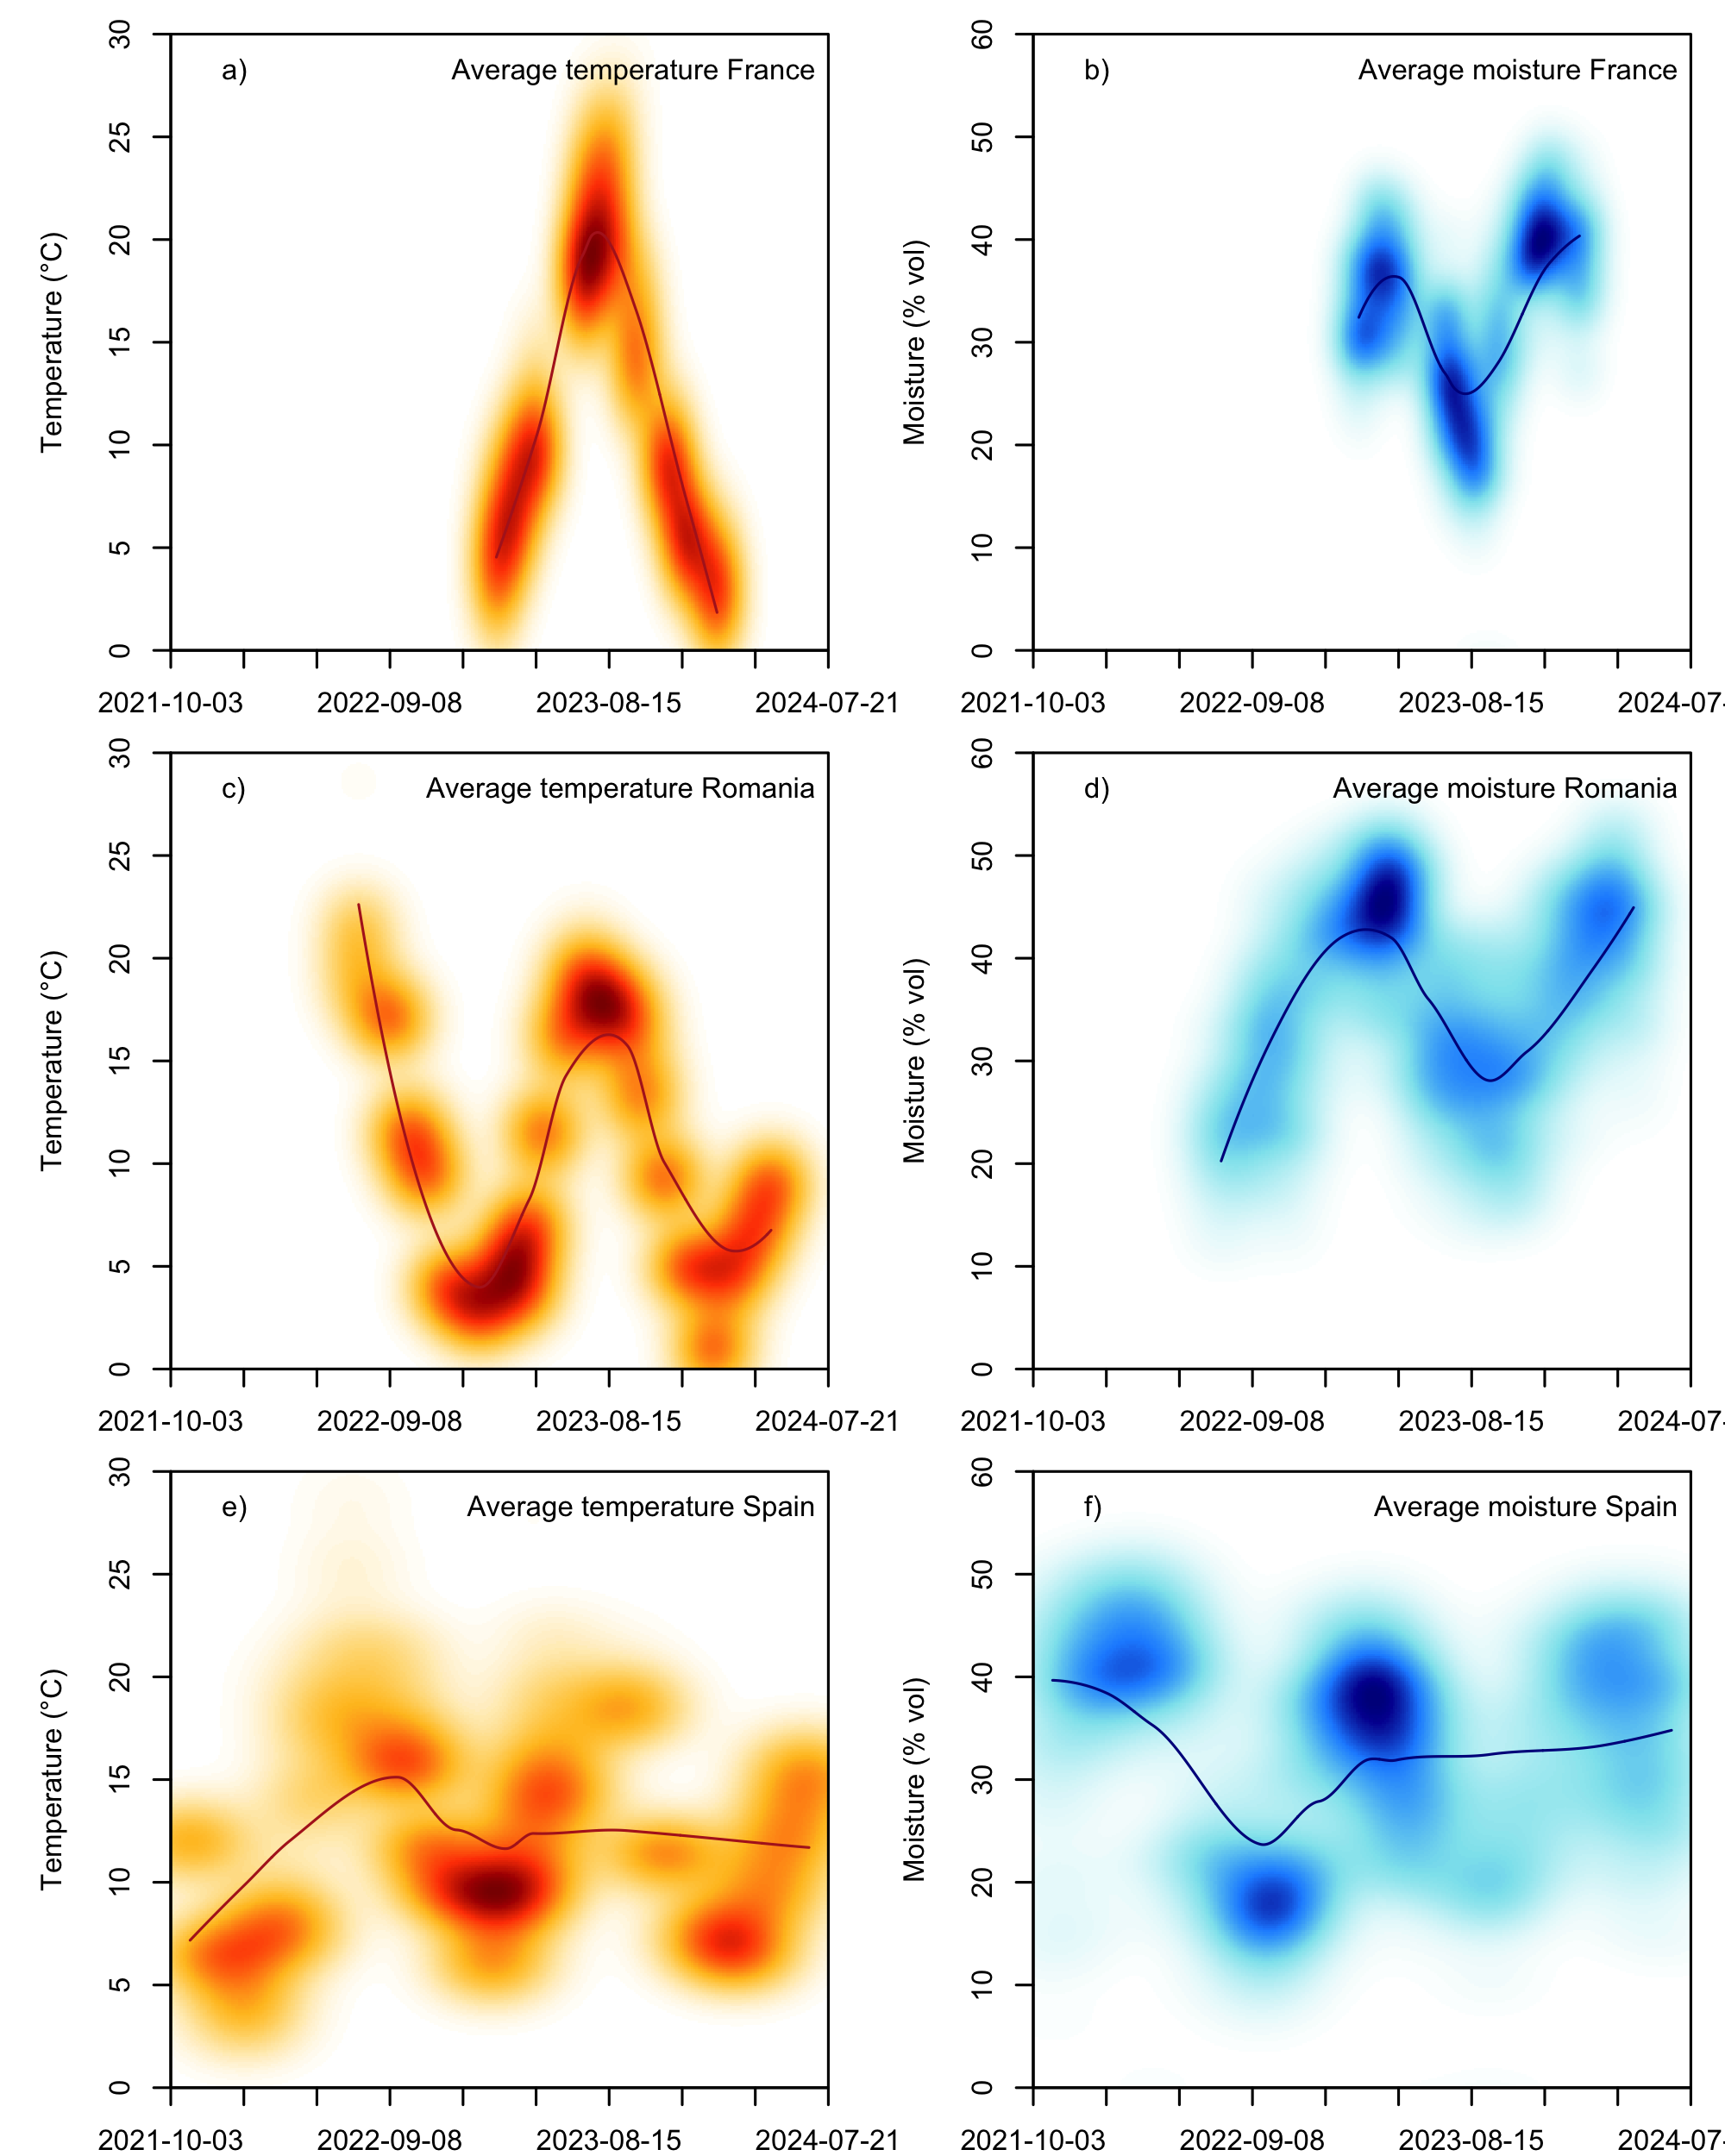 a) Average temperature France
Temperature (°C)
0 5 10 15 20 25 30
2021-10-03 2022-09-08 2023-08-15 2024-07-21
b) Average moisture France
Moisture (% vol)
0 10 20 30 40 50 60
2021-10-03 2022-09-08 2023-08-15 2024-07-
c) Average temperature Romania
Temperature (°C)
0 5 10 15 20 25 30
2021-10-03 2022-09-08 2023-08-15 2024-07-21
d) Average moisture Romania
Moisture (% vol)
0 10 20 30 40 50 60
2021-10-03 2022-09-08 2023-08-15 2024-07-
e) Average temperature Spain
Temperature (°C)
0 5 10 15 20 25 30
2021-10-03 2022-09-08 2023-08-15 2024-07-21
f) Average moisture Spain
Moisture (% vol)
0 10 20 30 40 50 60
2021-10-03 2022-09-08 2023-08-15 2024-07-